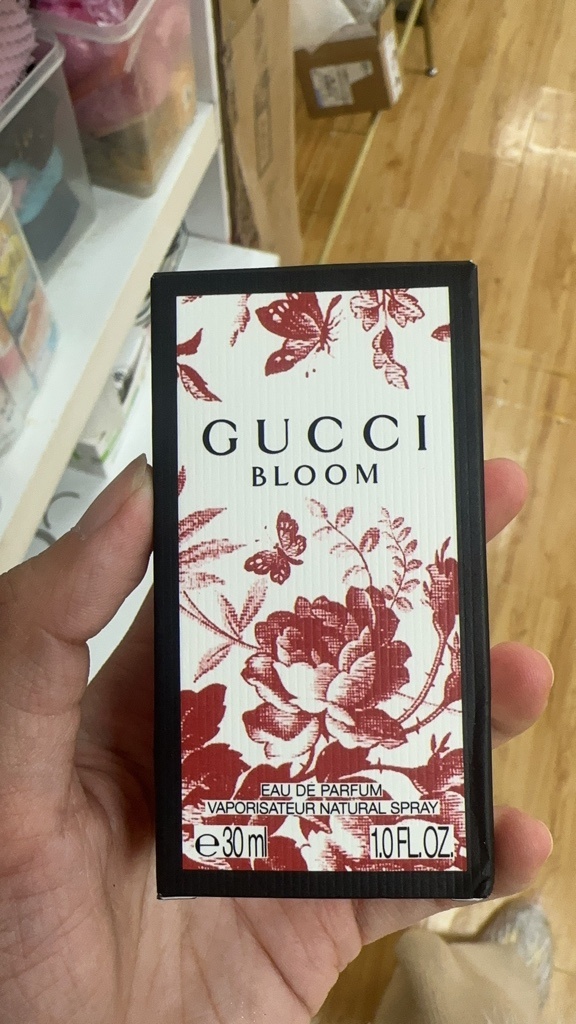 GUCCI
BLOOM
EAU DE PARFUM
VAPORISATEUR NATURAL SPRAY
e 30 ml 1.0 FL.OZ.